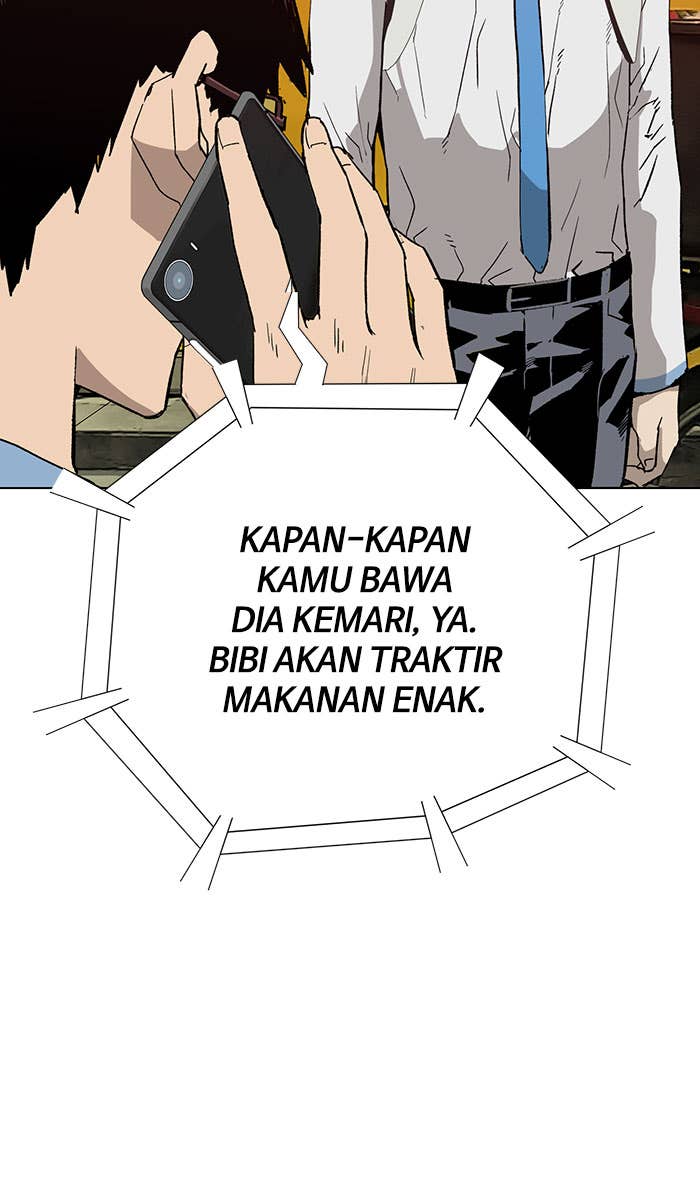 KAPAN-KAPAN
KAMU BAWA
DIA KEMARI, YA.
BIBI AKAN TRAKTIR
MAKANAN ENAK.